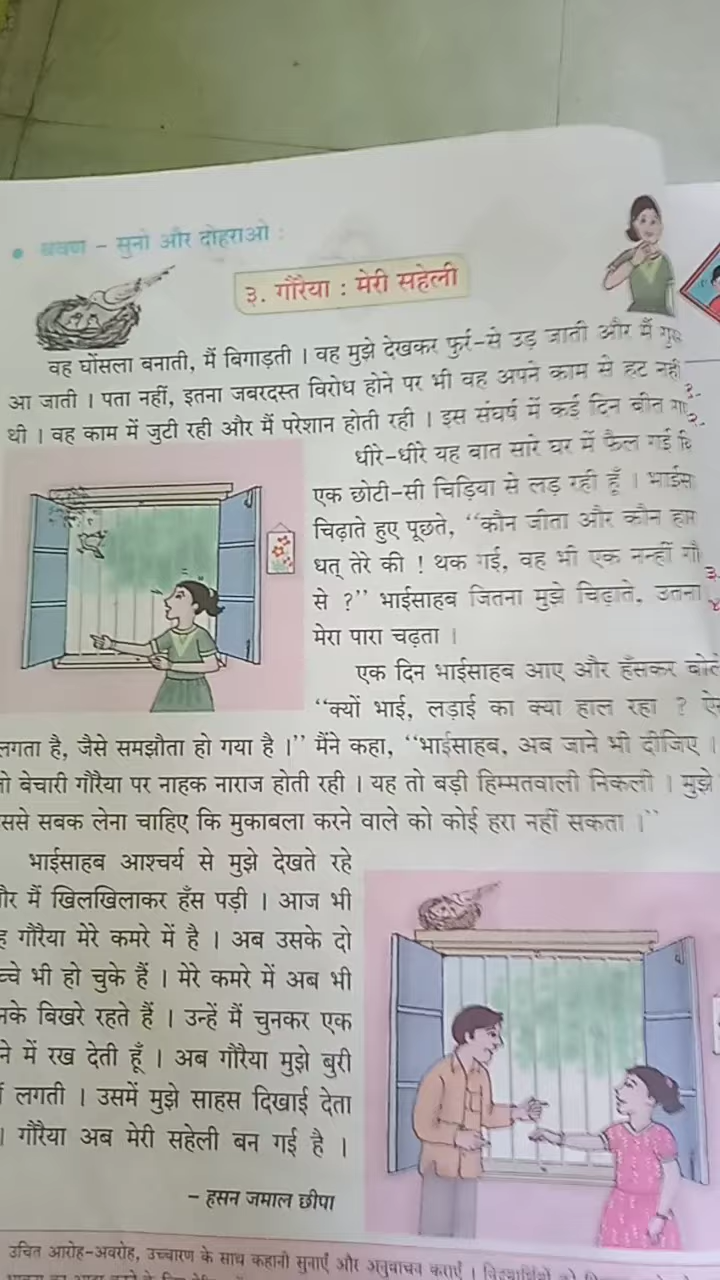 • श्रवण – सुनो और दोहराओ :
३. गौरैया : मेरी सहेली
वह घोंसला बनाती, मैं बिगाड़ती । वह मुझे देखकर फुर्र-से उड़ जाती और मैं
आ जाती । पता नहीं, इतना जबरदस्त विरोध होने पर भी वह अपने काम से हट नहीं
थी । वह काम में जुटी रही और मैं परेशान होती रही । इस संघर्ष में कई दिन बीत
धीरे-धीरे यह बात सारे घर में फैल गई
एक छोटी-सी चिड़िया से लड़ रही हूँ ।
चिढ़ाते हुए पूछते, “कौन जीता और कौन
धत् तेरे की ! थक गई, वह भी एक नन्हीं
से ?” भाईसाहब जितना मुझे चिढ़ाते, उतना
मेरा पारा चढ़ता ।
एक दिन भाईसाहब आए और हँसकर
“क्यों भाई, लड़ाई का क्या हाल रहा ?
लगता है, जैसे समझौता हो गया है ।” मैंने कहा, “भाईसाहब, अब जाने भी दीजिए ।
बेचारी गौरैया पर नाहक नाराज होती रही । यह तो बड़ी हिम्मतवाली निकली । मुझे
सबक लेना चाहिए कि मुकाबला करने वाले को कोई हरा नहीं सकता ।”
भाईसाहब आश्चर्य से मुझे देखते रहे
मैं खिलखिलाकर हँस पड़ी । आज भी
गौरैया मेरे कमरे में है । अब उसके दो
भी हो चुके हैं । मेरे कमरे में अब भी
बिखरे रहते हैं । उन्हें मैं चुनकर एक
में रख देती हूँ । अब गौरैया मुझे बुरी
लगती । उसमें मुझे साहस दिखाई देता
। गौरैया अब मेरी सहेली बन गई है ।
– हसन जमाल छीपा
उचित आरोह-अवरोह, उच्चारण के साथ कहानी सुनाएँ और अनुवाचन कराएँ ।